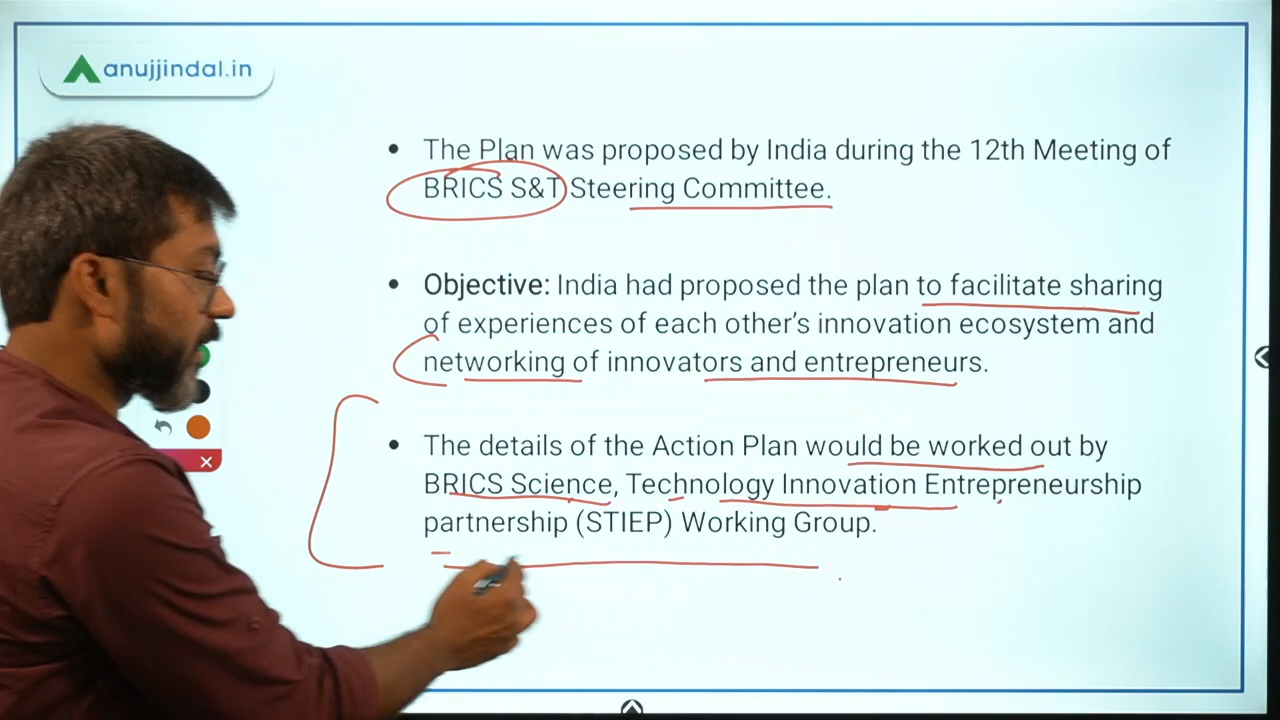 anujjindal.in
• The Plan was proposed by India during the 12th Meeting of
BRICS S&T Steering Committee.
• Objective: India had proposed the plan to facilitate sharing
of experiences of each other's innovation ecosystem and
networking of innovators and entrepreneurs.
• The details of the Action Plan would be worked out by
BRICS Science, Technology Innovation Entrepreneurship
partnership (STIEP) Working Group.